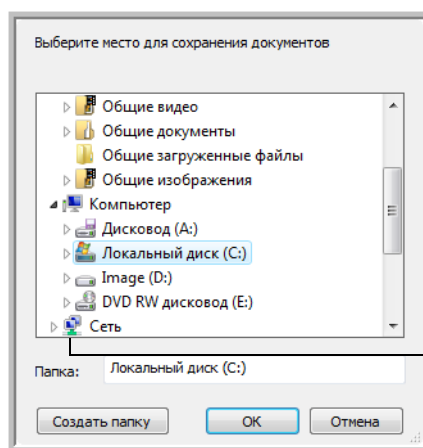 Выберите место для сохранения документов
Общие видео
Общие документы
Общие загруженные файлы
Общие изображения
Компьютер
Дисковод (A:)
Локальный диск (C:)
Image (D:)
DVD RW дисковод (E:)
Сеть
Папка: Локальный диск (C:)
Создать папку ОК Отмена